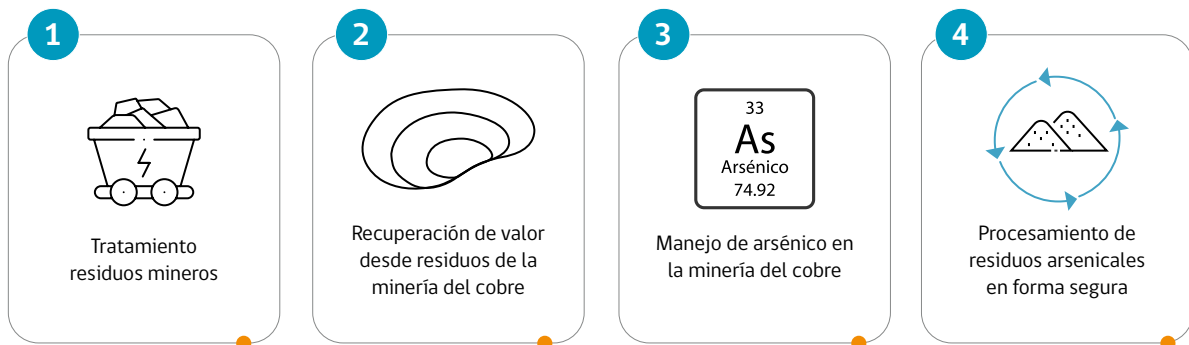 1
Tratamiento
residuos mineros
2
Recuperación de valor
desde residuos de la
minería del cobre
3
33
As
Arsénico
74.92
Manejo de arsénico en
la minería del cobre
4
Procesamiento de
residuos arsenicales
en forma segura